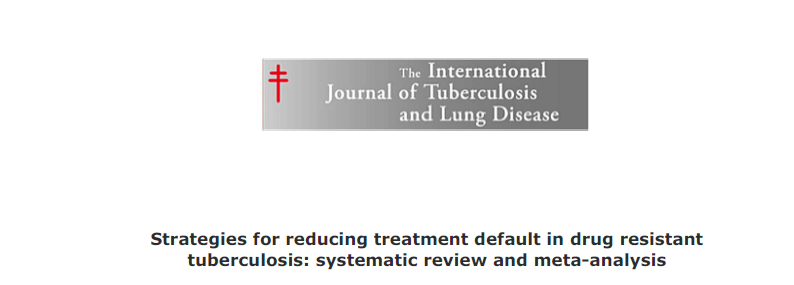 The International
Journal of Tuberculosis
and Lung Disease
Strategies for reducing treatment default in drug resistant
tuberculosis: systematic review and meta-analysis